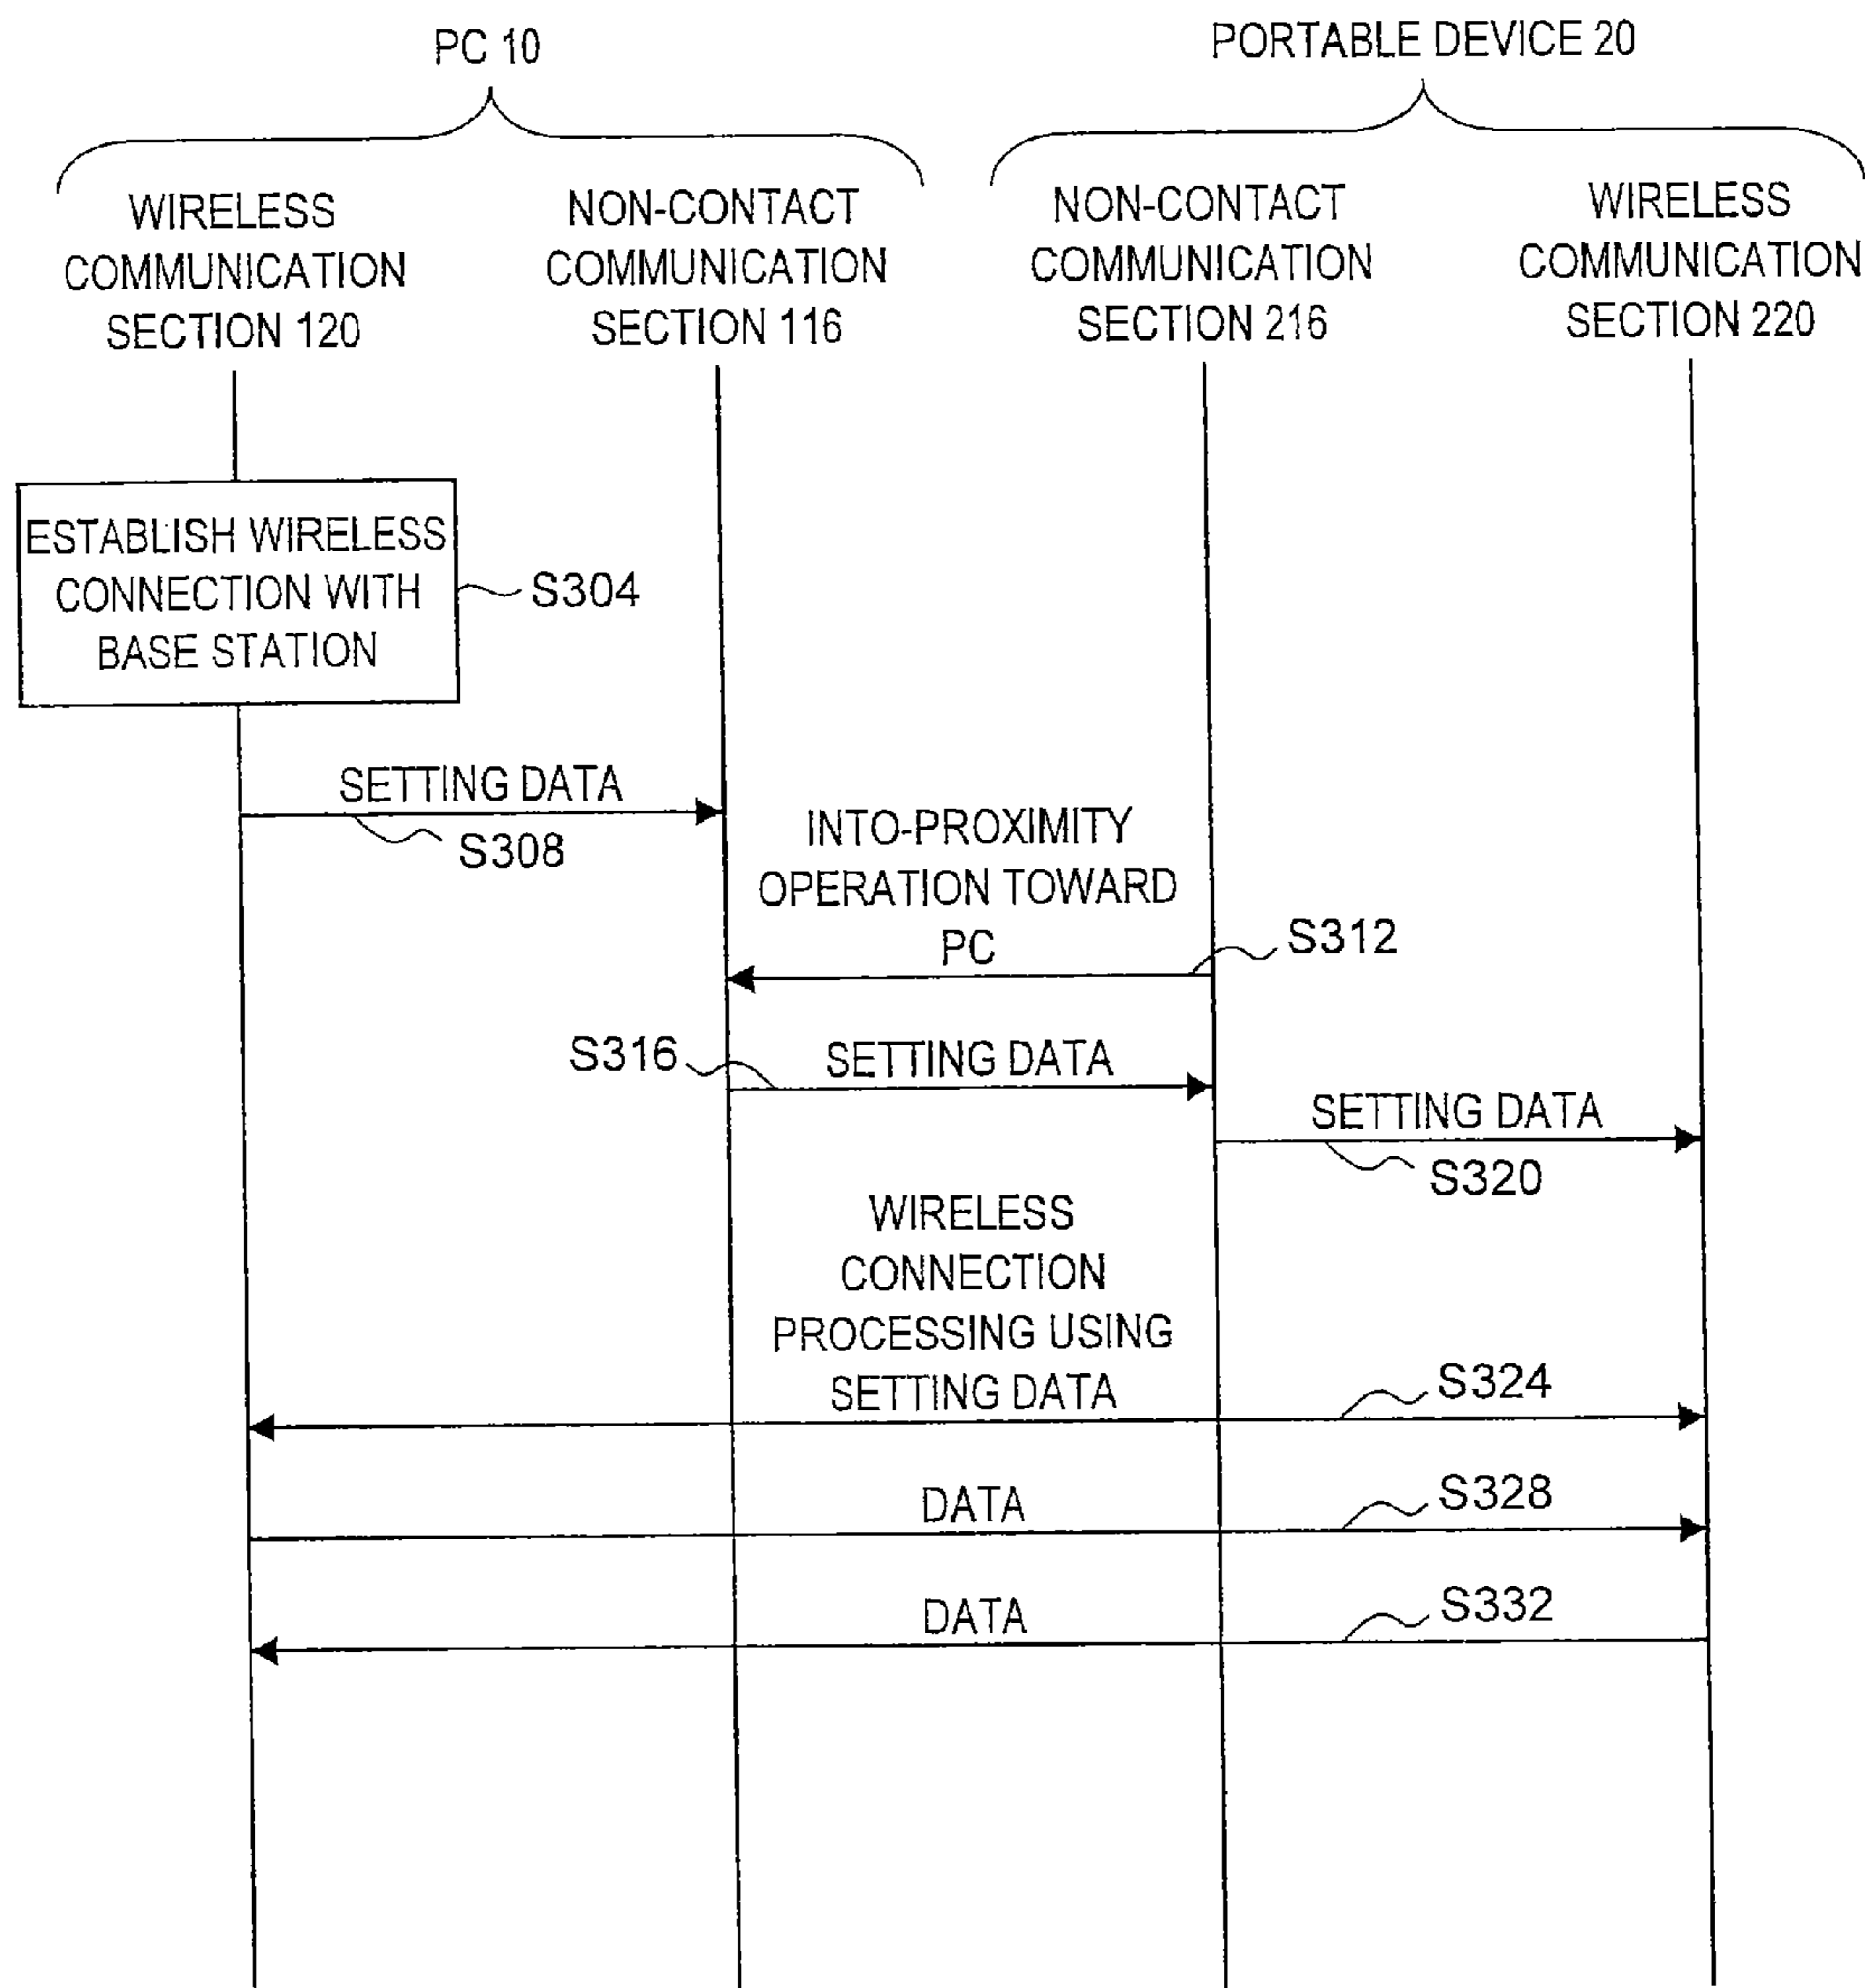 PC 10
PORTABLE DEVICE 20
WIRELESS
COMMUNICATION
SECTION 120
NON-CONTACT
COMMUNICATION
SECTION 116
NON-CONTACT
COMMUNICATION
SECTION 216
WIRELESS
COMMUNICATION
SECTION 220
ESTABLISH WIRELESS
CONNECTION WITH
BASE STATION
S304
SETTING DATA
S308
INTO-PROXIMITY
OPERATION TOWARD
PC
S312
S316
SETTING DATA
SETTING DATA
S320
WIRELESS
CONNECTION
PROCESSING USING
SETTING DATA
S324
DATA
S328
DATA
S332